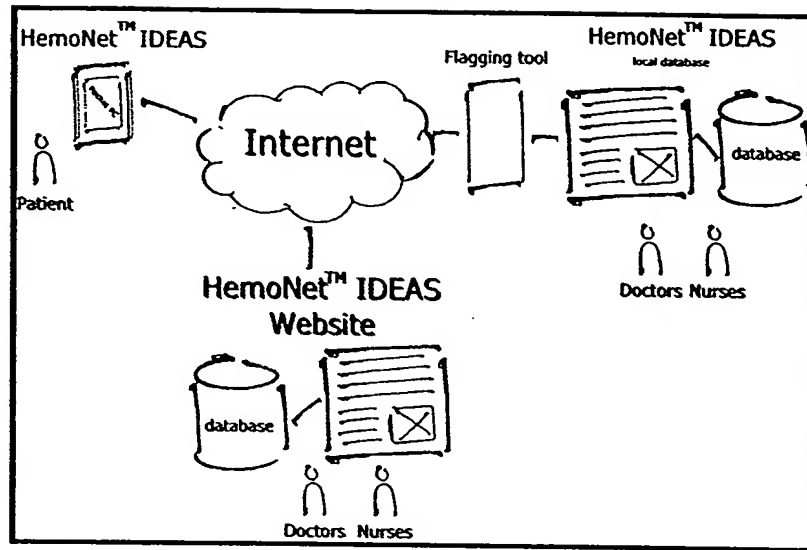 HemoNet™ IDEAS
Patient
Internet
Flagging tool
HemoNet™ IDEAS
local database
database
Doctors Nurses
HemoNet™ IDEAS
Website
database
Doctors Nurses